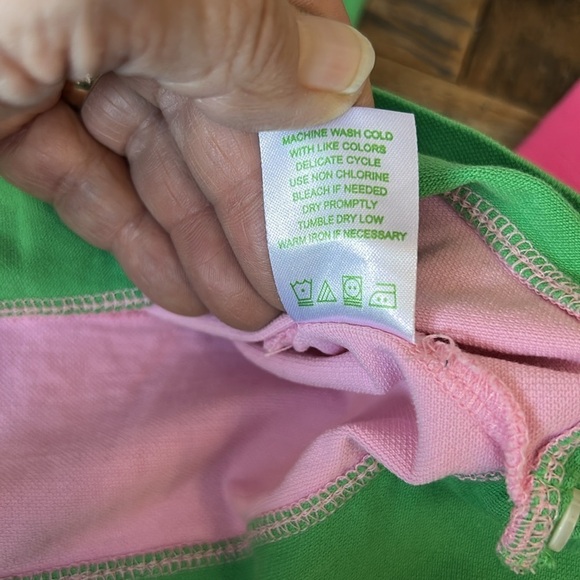 MACHINE WASH COLD
WITH LIKE COLORS
DELICATE CYCLE
USE NON CHLORINE
BLEACH IF NEEDED
DRY PROMPTLY
TUMBLE DRY LOW
WARM IRON IF NECESSARY